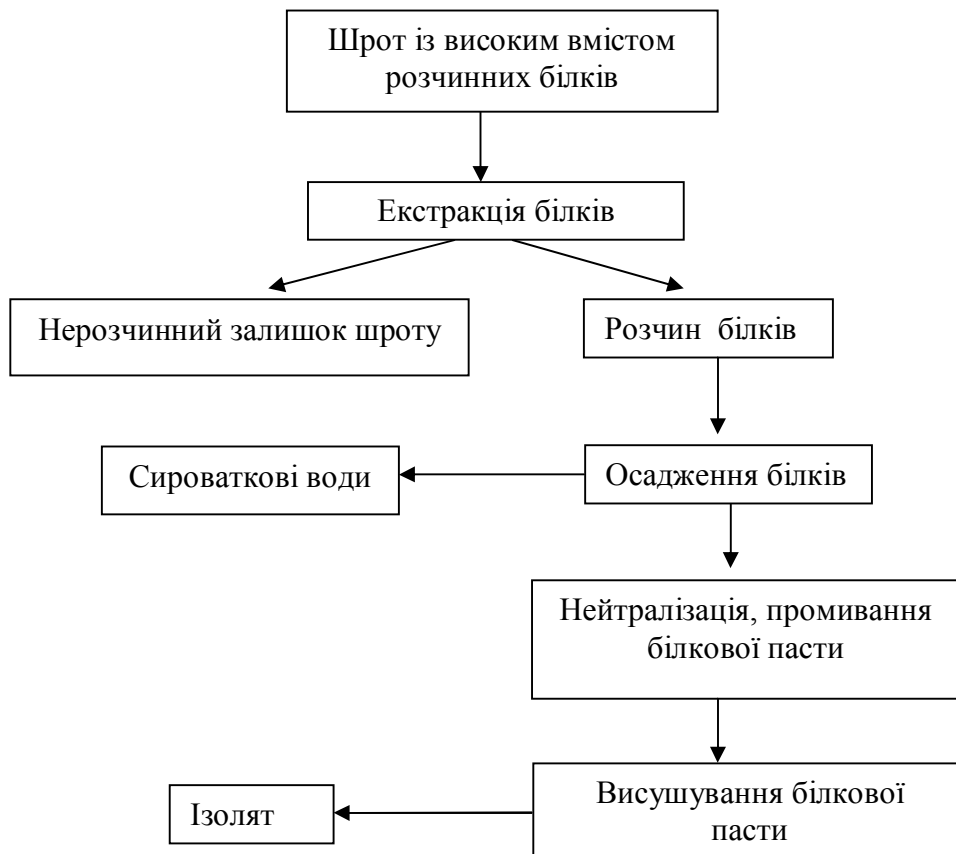 Шрот із високим вмістом
розчинних білків
Екстракція білків
Нерозчинний залишок шроту
Розчин білків
Сироваткові води
Осадження білків
Нейтралізація, промивання
білкової пасти
Ізолят
Висушування білкової
пасти